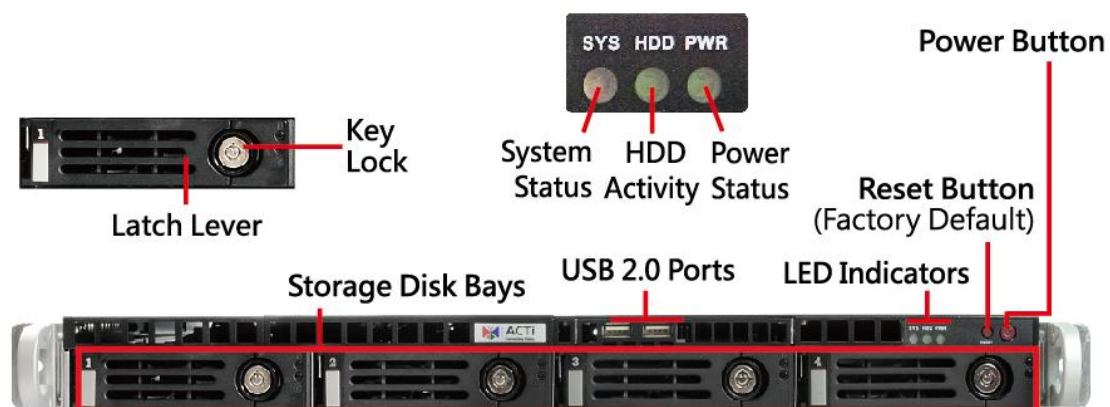 SYS HDD PWR
Power Button
1
Key
Lock
System
Status
HDD
Activity
Power
Status
Latch Lever
Reset Button
(Factory Default)
Storage Disk Bays
USB 2.0 Ports
LED Indicators
ACTi
SYS HDD PWR
1
2
3
4